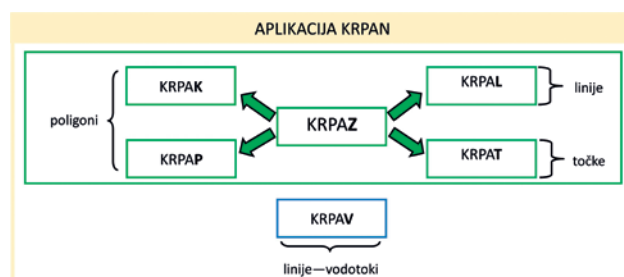 APLIKACIJA KRPAN
KRPAK
KRPAL
poligoni
KRPAZ
linije
KRPAP
KRPAT
točke
KRPAV
linije—vodotoki